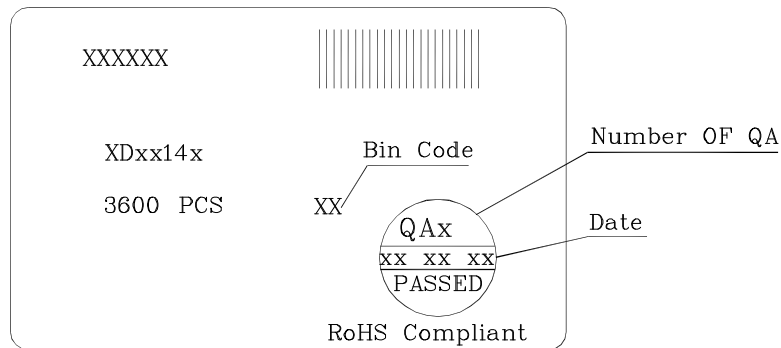 XXXXXX
XDxx14x
Bin Code
Number OF QA
3600 PCS
XX
QAx
Date
xx xx xx
PASSED
RoHS Compliant